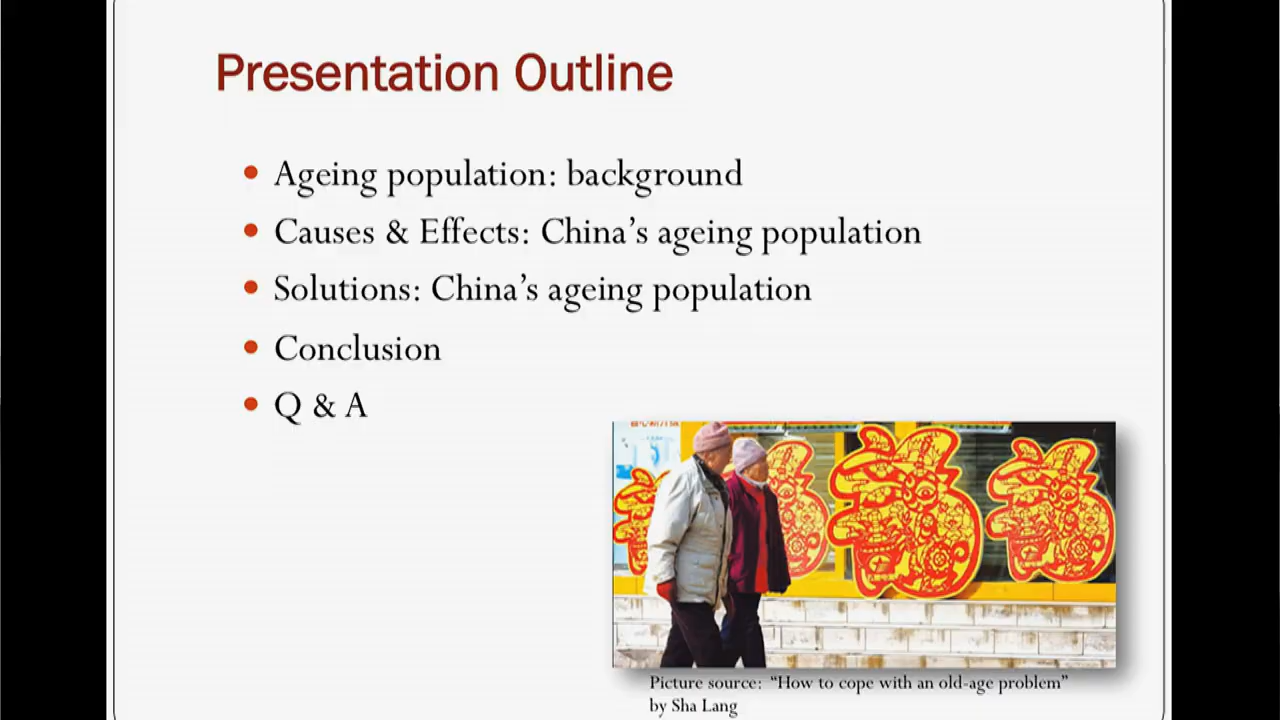 Presentation Outline
• Ageing population: background
• Causes & Effects: China’s ageing population
• Solutions: China’s ageing population
• Conclusion
• Q & A
Picture source: “How to cope with an old-age problem”
by Sha Lang